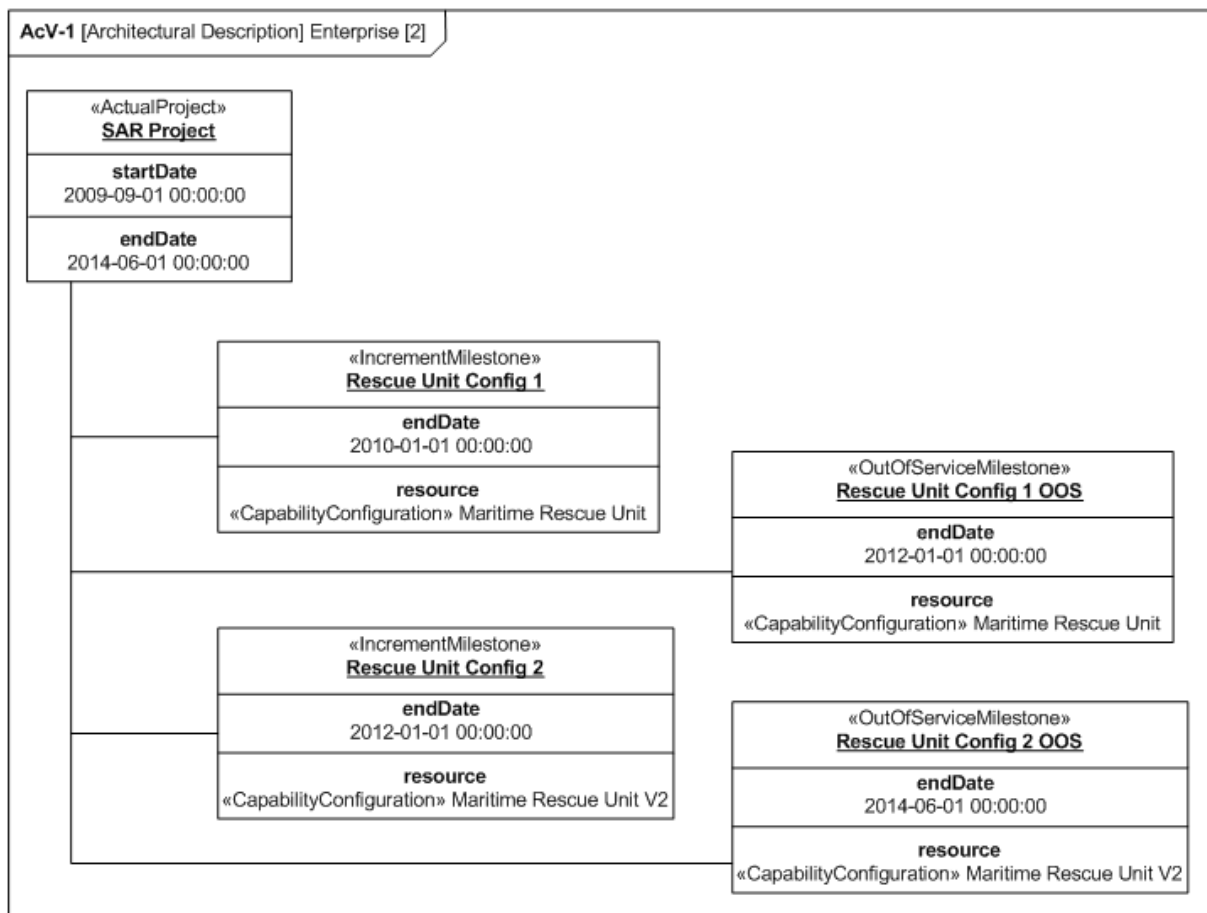 AcV-1 [Architectural Description] Enterprise [2]
«ActualProject»
SAR Project
startDate
2009-09-01 00:00:00
endDate
2014-06-01 00:00:00
«IncrementMilestone»
Rescue Unit Config 1
endDate
2010-01-01 00:00:00
resource
«CapabilityConfiguration» Maritime Rescue Unit
«OutOfServiceMilestone»
Rescue Unit Config 1 OOS
endDate
2012-01-01 00:00:00
resource
«CapabilityConfiguration» Maritime Rescue Unit
«IncrementMilestone»
Rescue Unit Config 2
endDate
2012-01-01 00:00:00
resource
«CapabilityConfiguration» Maritime Rescue Unit V2
«OutOfServiceMilestone»
Rescue Unit Config 2 OOS
endDate
2014-06-01 00:00:00
resource
«CapabilityConfiguration» Maritime Rescue Unit V2